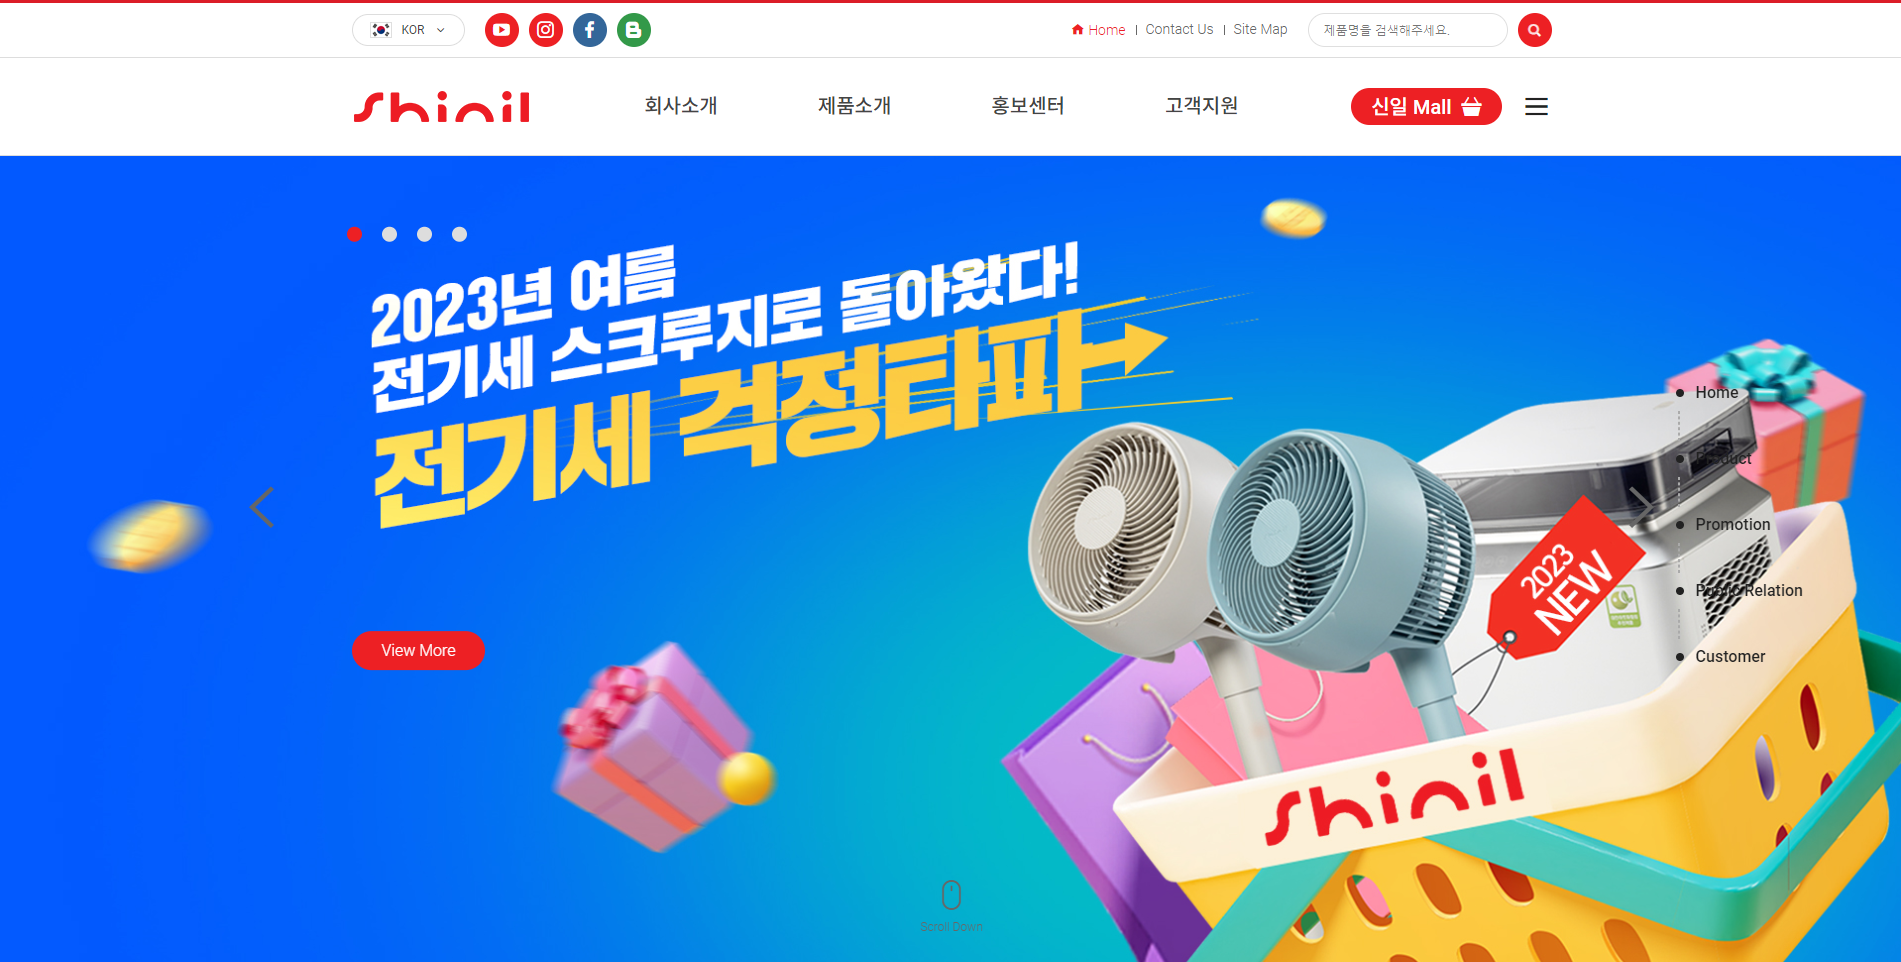 KOR
Home
Contact Us
Site Map
제품명을 검색해주세요.
shinil
회사소개
제품소개
홍보센터
고객지원
신일 Mall
2023년 여름
전기세 스크루지로 돌아왔다!
전기세 걱정타파
View More
Home
Product
Promotion
Public Relation
Customer
2023
NEW
shinil
Scroll Down